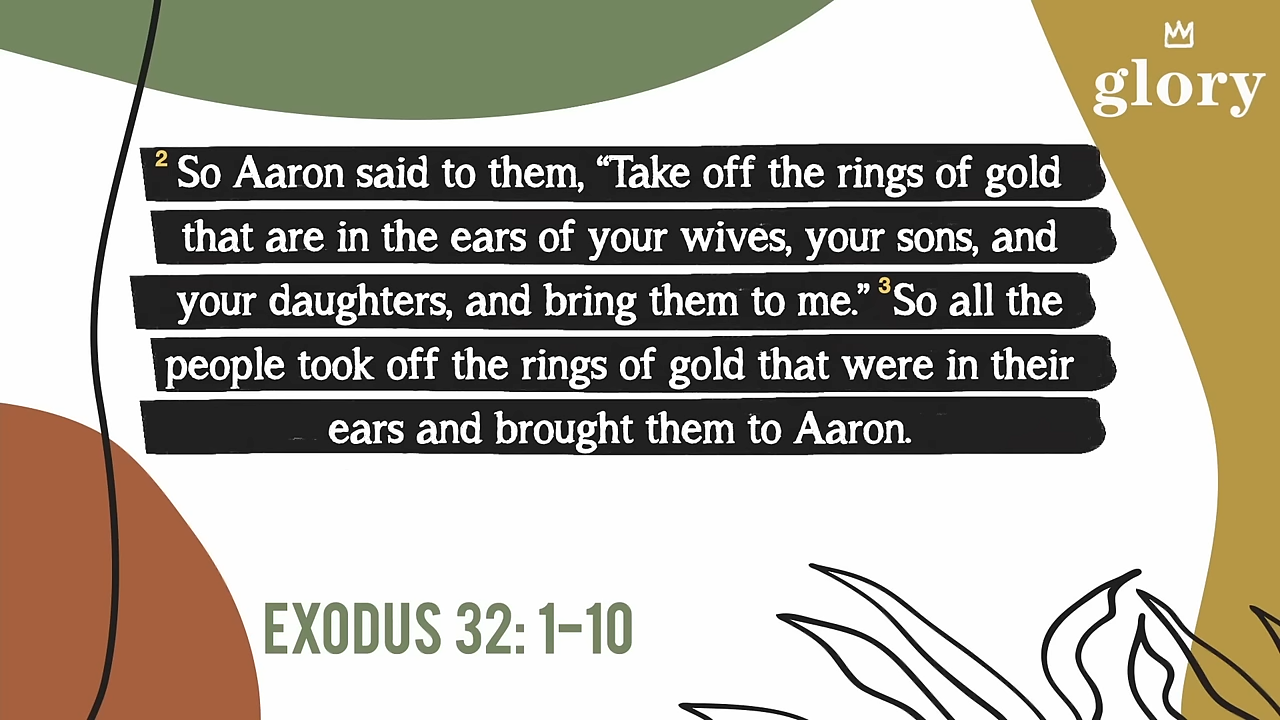 glory
2 So Aaron said to them, “Take off the rings of gold
that are in the ears of your wives, your sons, and
your daughters, and bring them to me.” 3 So all the
people took off the rings of gold that were in their
ears and brought them to Aaron.
EXODUS 32: 1–10